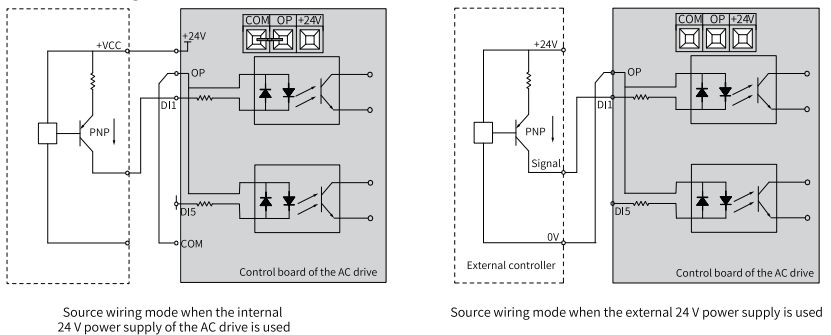 COM OP +24V
+VCC
+24V
OP
DI1
PNP
DI5
COM
Control board of the AC drive
Source wiring mode when the internal
24 V power supply of the AC drive is used
COM OP +24V
+24V
OP
DI1
PNP
Signal
DI5
0V
External controller
Control board of the AC drive
Source wiring mode when the external 24 V power supply is used